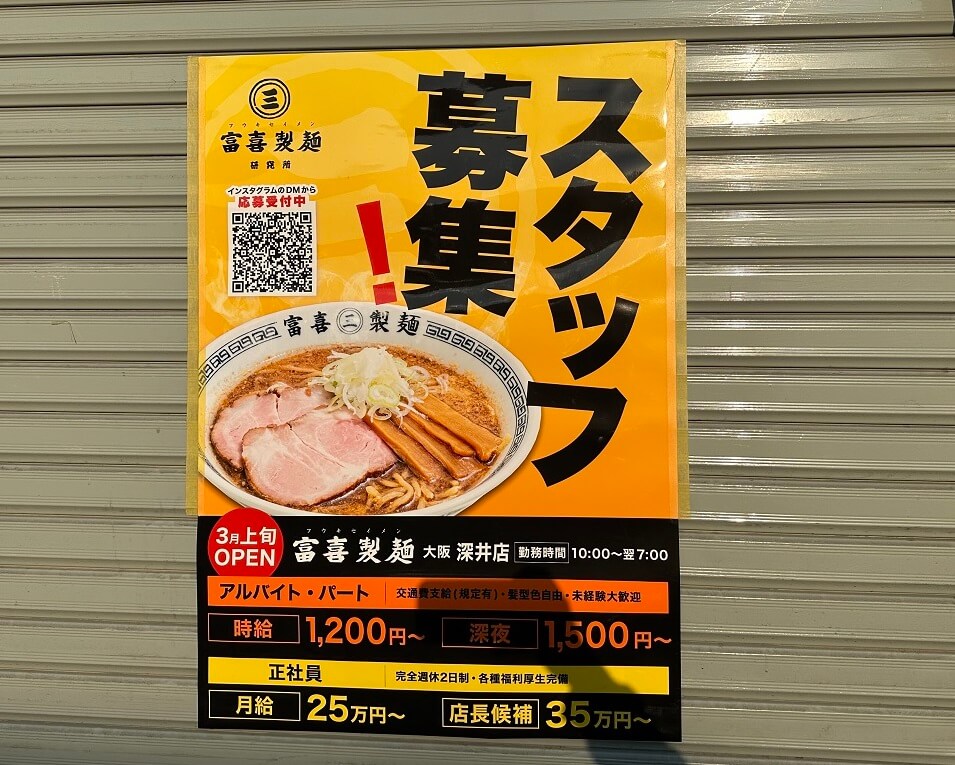 スタッフ
募集
!
三
フウキセイメン
富喜製麺
研究所
インスタグラムのDMから
応募受付中
富喜三製麺
3月上旬
OPEN
フウキセイメン
富喜製麺 大阪 深井店 勤務時間 10:00〜翌7:00
アルバイト・パート 交通費支給(規定有)・髪型色自由・未経験大歓迎
時給 1,200円〜 深夜 1,500円〜
正社員 完全週休2日制・各種福利厚生完備
月給 25万円〜 店長候補 35万円〜